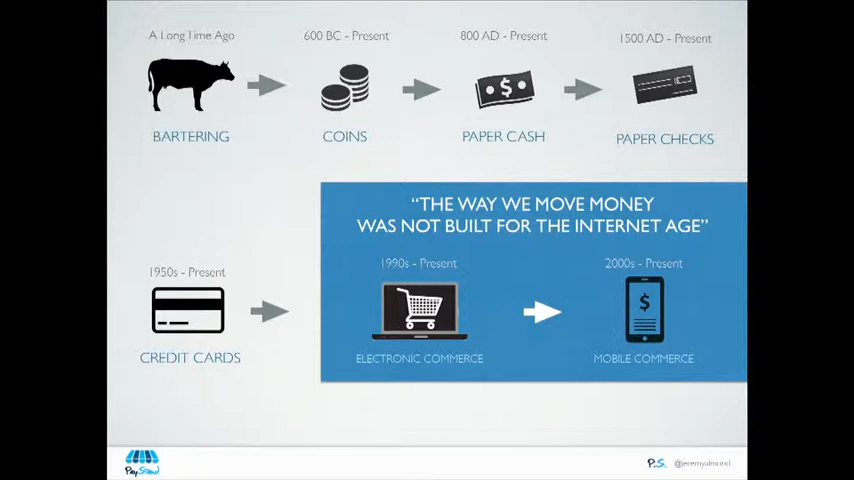 A Long Time Ago
600 BC - Present
800 AD - Present
1500 AD - Present
$
BARTERING
COINS
PAPER CASH
PAPER CHECKS
“THE WAY WE MOVE MONEY
WAS NOT BUILT FOR THE INTERNET AGE”
1950s - Present
1990s - Present
2000s - Present
$
CREDIT CARDS
ELECTRONIC COMMERCE
MOBILE COMMERCE
PayStand
P.S.
@jeremyalmond